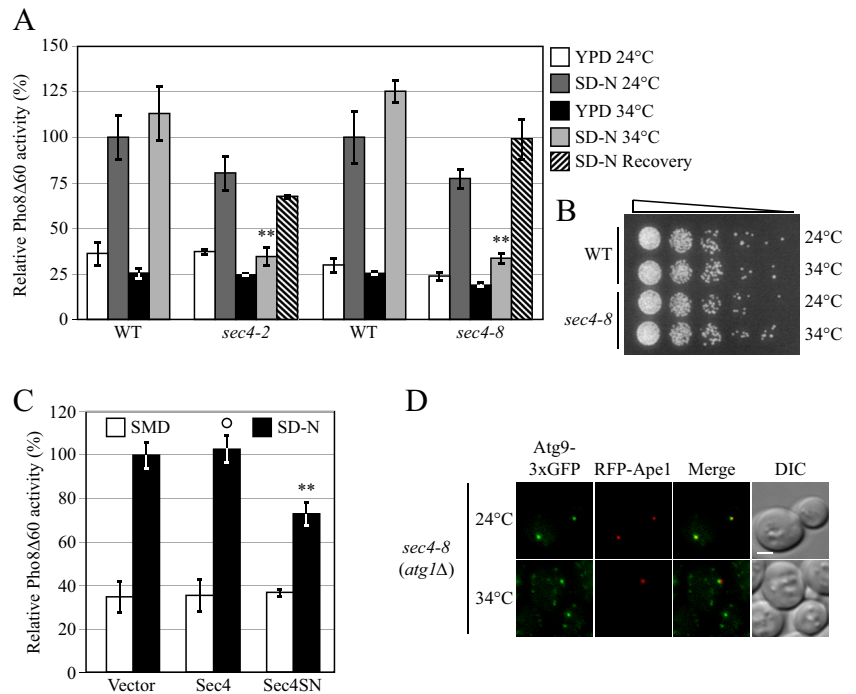 A
Relative Pho8Δ60 activity (%)
150
125
100
75
50
25
0
**
**
WT
sec4-2
WT
sec4-8
YPD 24°C
SD-N 24°C
YPD 34°C
SD-N 34°C
SD-N Recovery
B
WT
sec4-8
24°C
34°C
24°C
34°C
C
Relative Pho8Δ60 activity (%)
120
100
80
60
40
20
0
SMD
SD-N
**
Vector
Sec4
Sec4SN
D
Atg9-
3xGFP
RFP-Ape1
Merge
DIC
sec4-8
(atg1Δ)
24°C
34°C